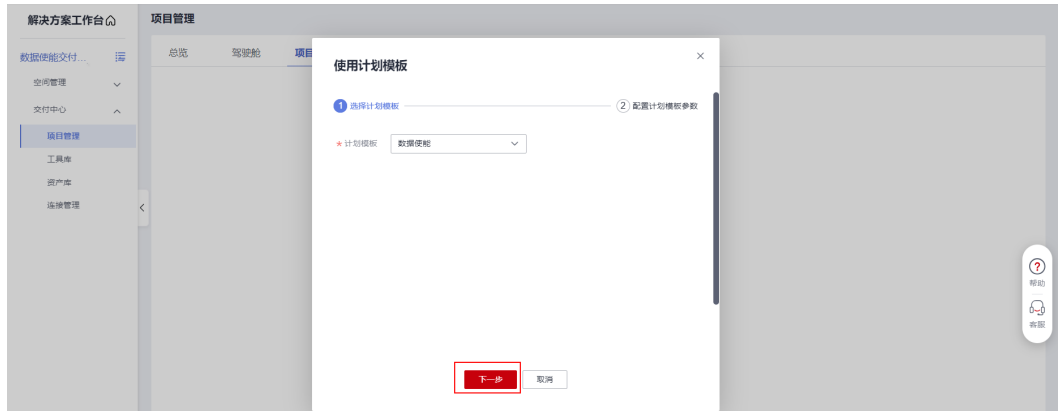 解决方案工作台
项目管理
数据使能交付...
空间管理
交付中心
项目管理
工具库
资产库
连接管理
总览
驾驶舱
项目
使用计划模板
1 选择计划模板
2 配置计划模板参数
* 计划模板
数据使能
下一步
取消
帮助
客服